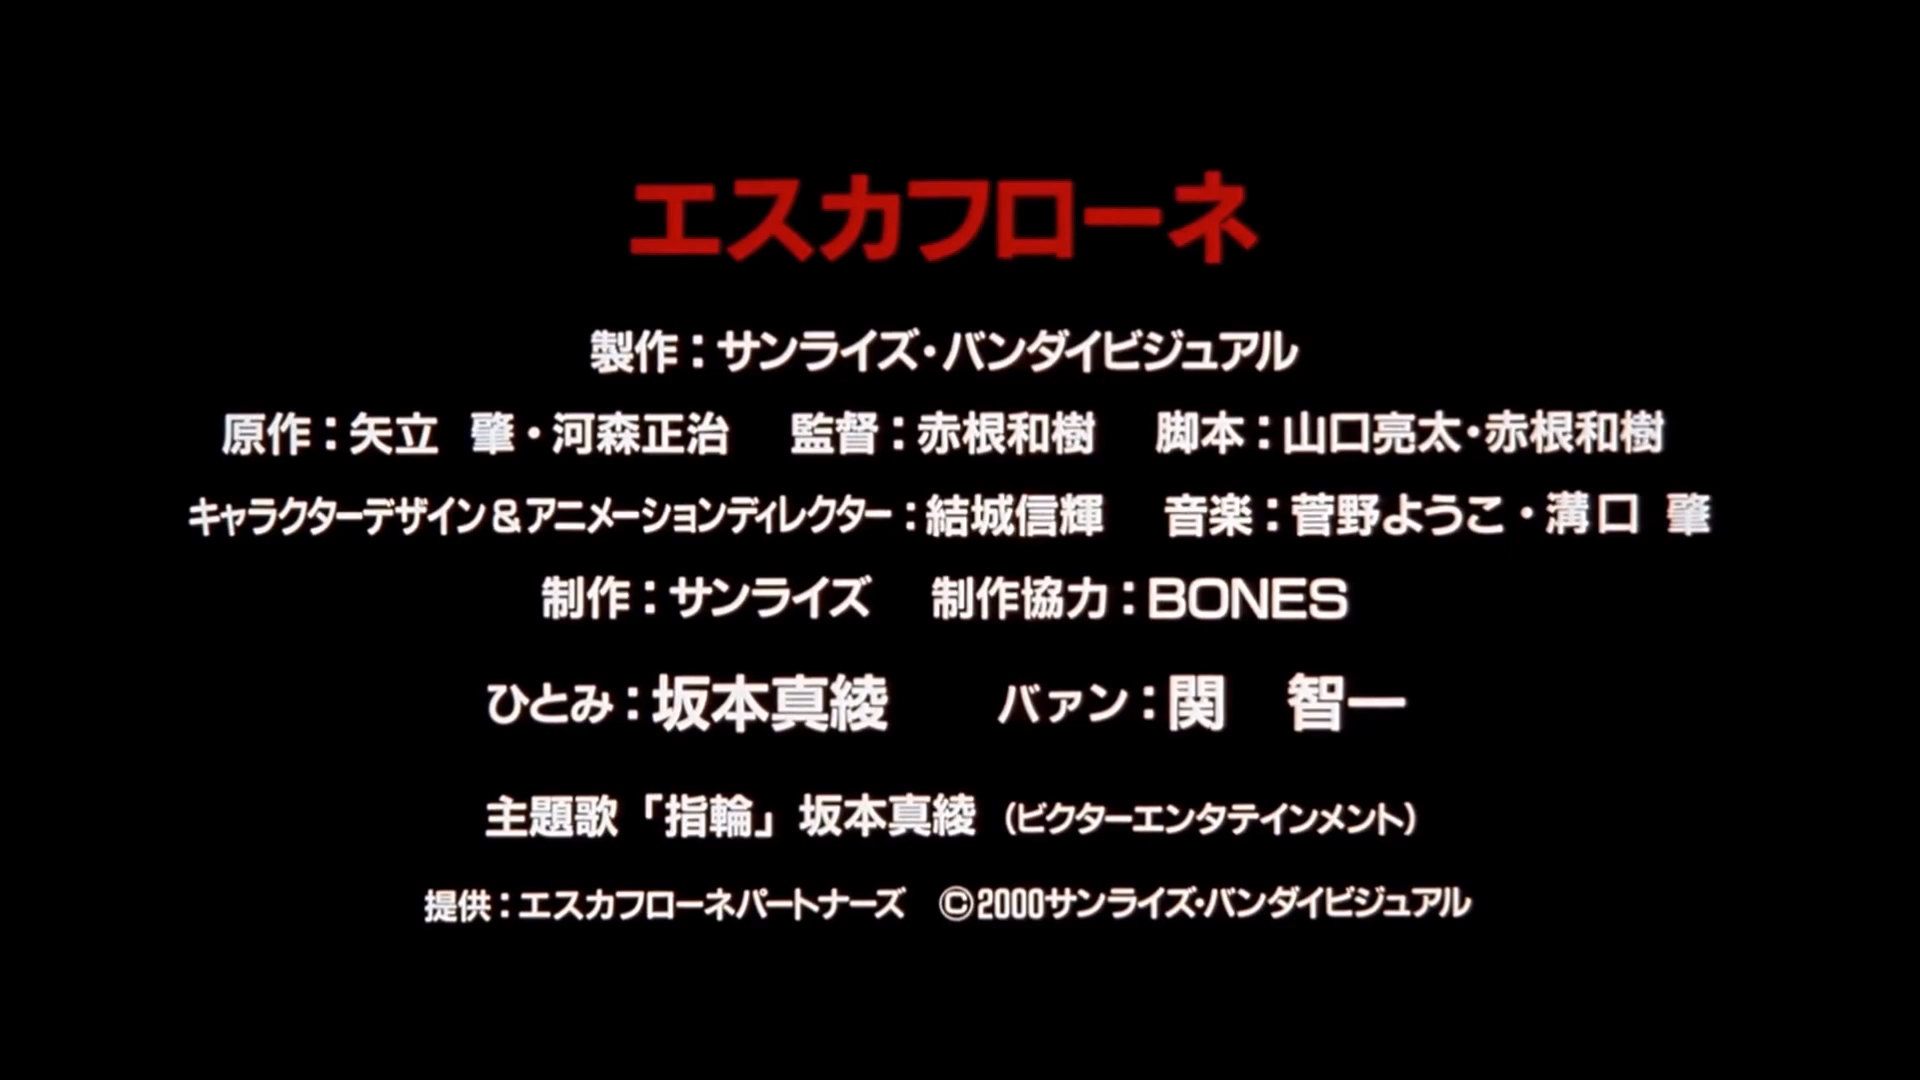 エスカフローネ
製作：サンライズ・バンダイビジュアル
原作：矢立　肇・河森正治　監督：赤根和樹　脚本：山口亮太・赤根和樹
キャラクターデザイン＆アニメーションディレクター：結城信輝　音楽：菅野ようこ・溝口　肇
制作：サンライズ　制作協力：BONES
ひとみ：坂本真綾　バァン：関　智一
主題歌「指輪」坂本真綾（ビクターエンタテインメント）
提供：エスカフローネパートナーズ　©2000サンライズ・バンダイビジュアル